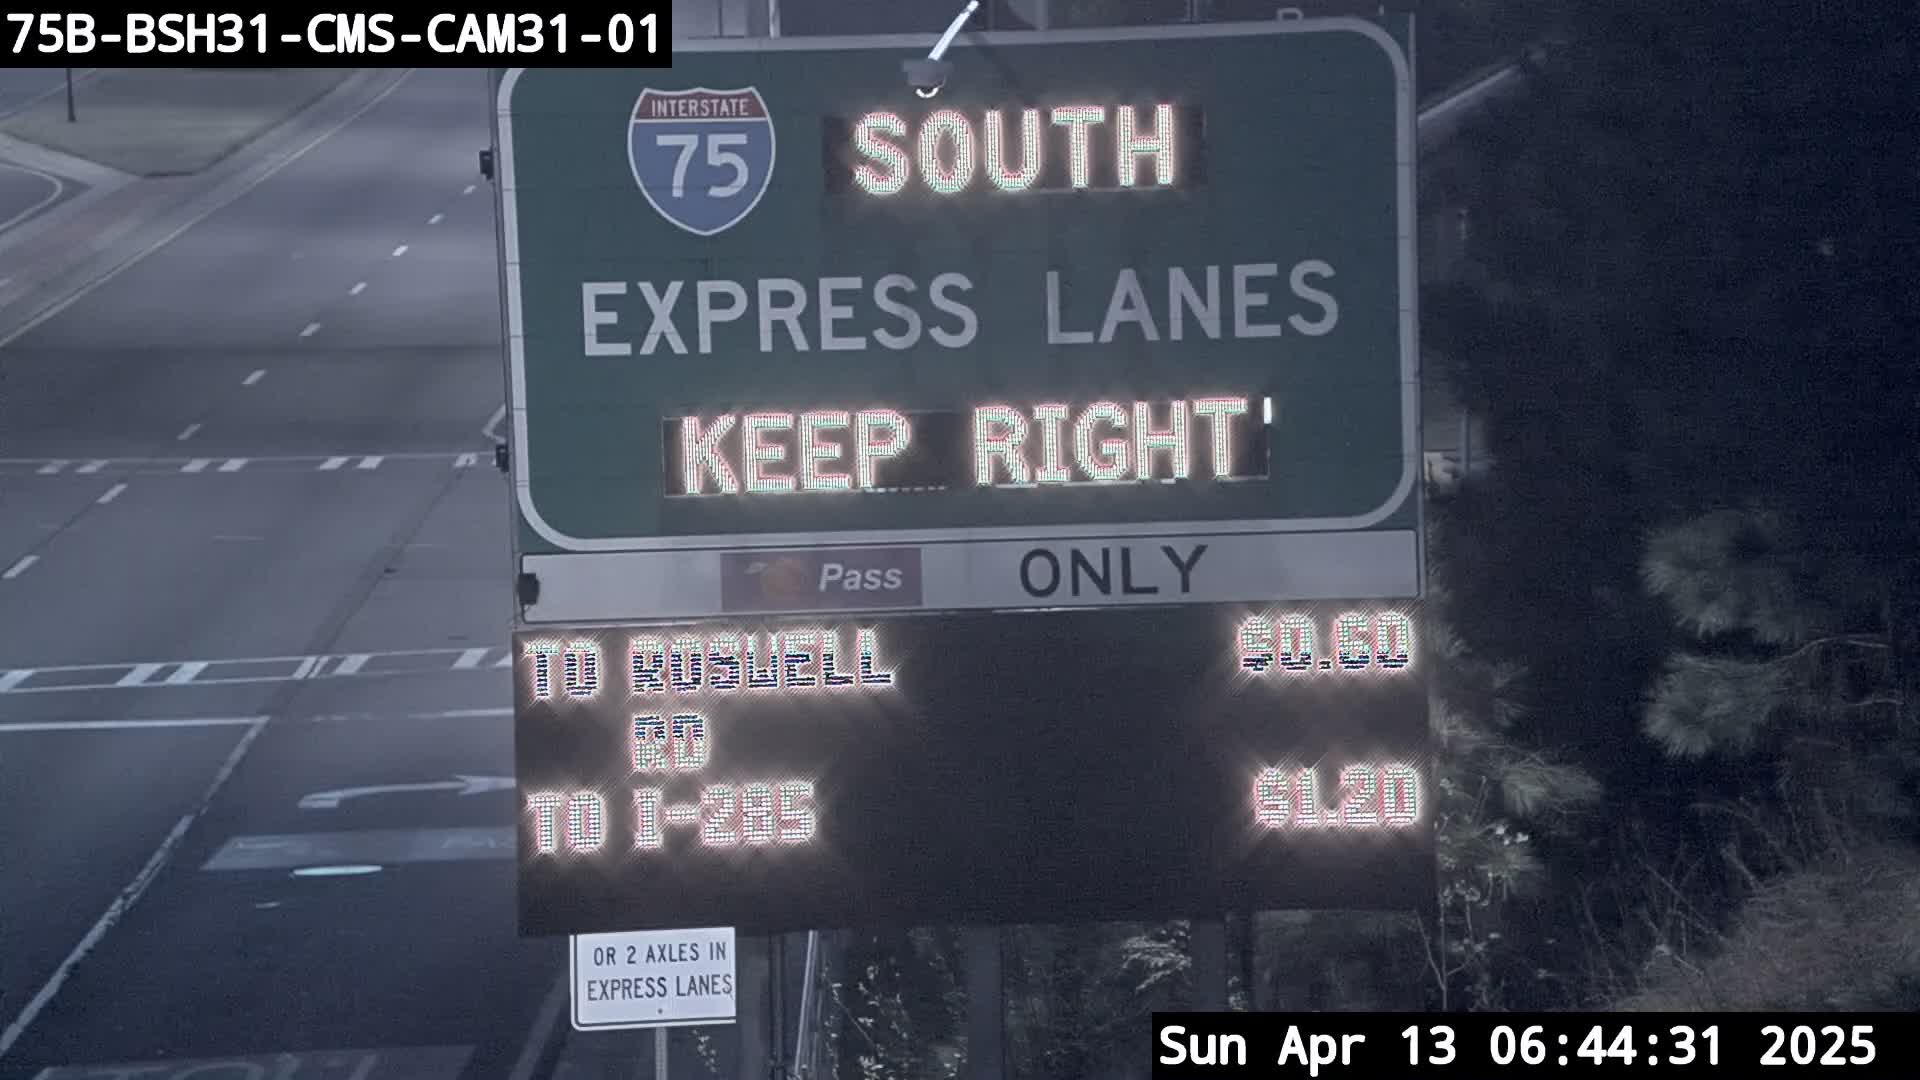 75B-BSH31-CMS-CAM31-01
INTERSTATE
75
SOUTH
EXPRESS LANES
KEEP RIGHT
Pass ONLY
TO ROSWELL $0.60
RD
TO I-285 $1.20
OR 2 AXLES IN
EXPRESS LANES
Sun Apr 13 06:44:31 2025